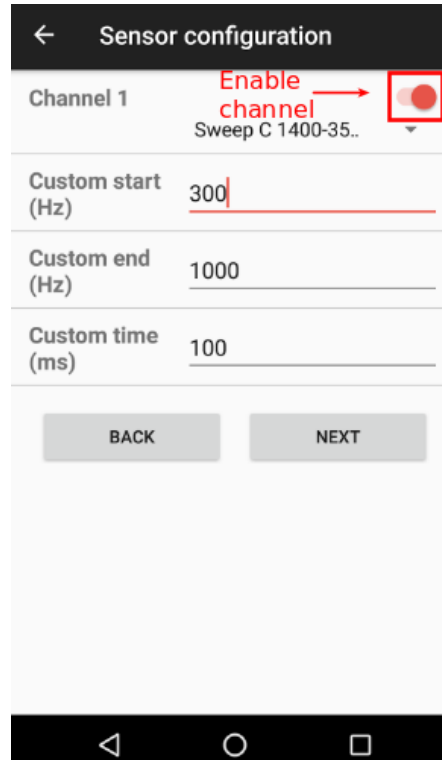 Sensor configuration
Channel 1
Enable
channel
Sweep C 1400-35..
Custom start
(Hz)
300
Custom end
(Hz)
1000
Custom time
(ms)
100
BACK
NEXT